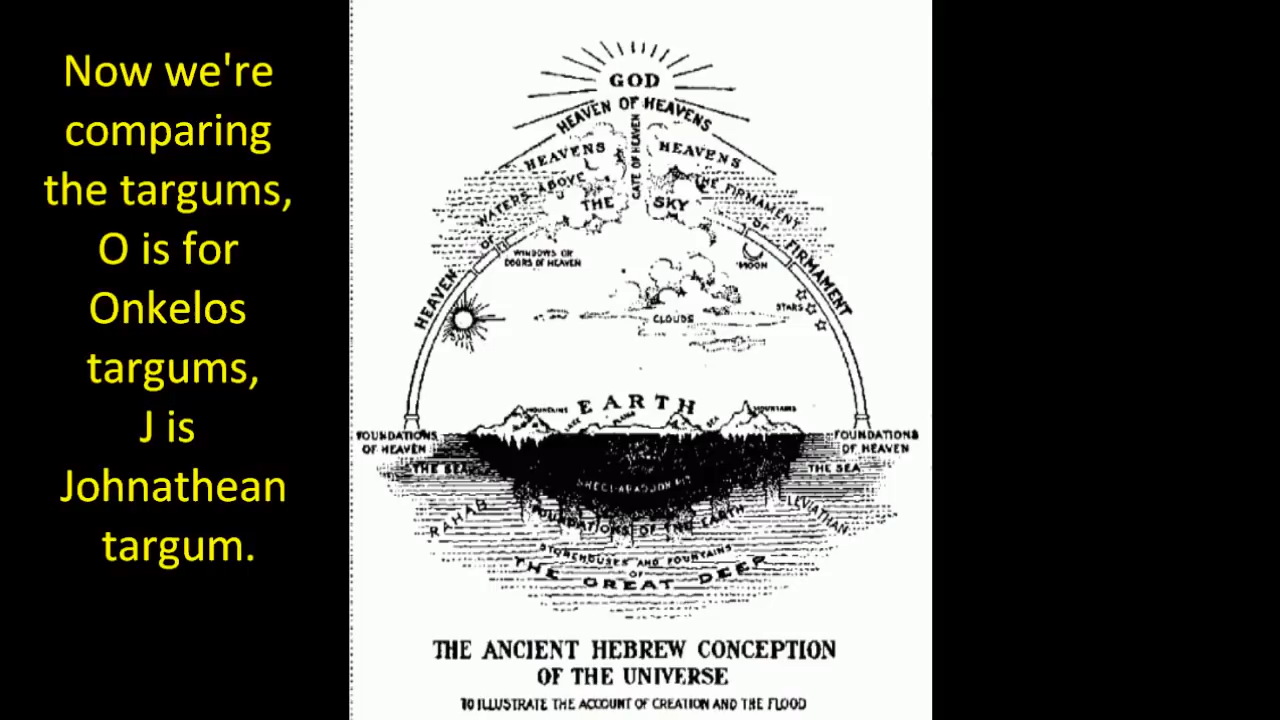 Now we're
comparing
the targums,
O is for
Onkelos
targums,
J is
Johnathean
targum.
GOD
HEAVEN OF HEAVENS
GATE OF HEAVEN
HEAVENS
HEAVENS
WATERS ABOVE
THE FIRMAMENT
THE SKY
HEAVEN OR FIRMAMENT
WINDOWS OR
DOORS OF HEAVEN
MOON
STARS
SUN
CLOUDS
EARTH
MOUNTAINS
MOUNTAINS
SEA
FOUNDATIONS
OF HEAVEN
FOUNDATIONS
OF HEAVEN
THE SEA
THE SEA
RAHAB
LEVIATHAN
FOUNDATIONS OF THE EARTH
STOREHOUSES AND FOUNTAINS
OF
THE GREAT DEEP
THE ANCIENT HEBREW CONCEPTION
OF THE UNIVERSE
TO ILLUSTRATE THE ACCOUNT OF CREATION AND THE FLOOD